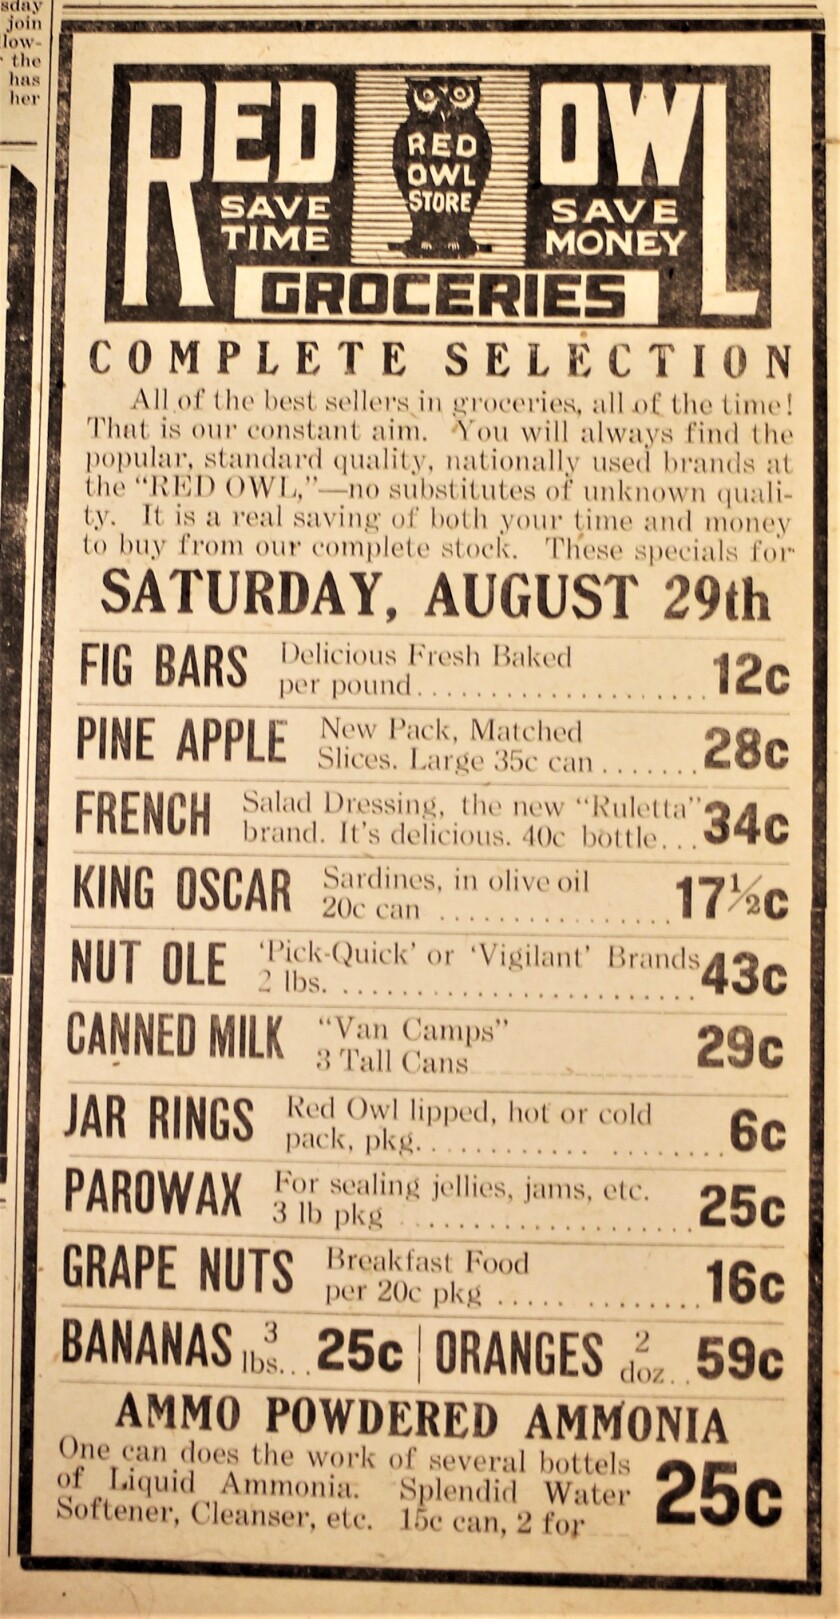 sday
join
low-
the
has
her
RED OWL
RED
OWL
STORE
SAVE
TIME
SAVE
MONEY
GROCERIES
COMPLETE SELECTION
All of the best sellers in groceries, all of the time!
That is our constant aim. You will always find the
popular, standard quality, nationally used brands at
the “RED OWL,”—no substitutes of unknown quali-
ty. It is a real saving of both your time and money
to buy from our complete stock. These specials for
SATURDAY, AUGUST 29th
FIG BARS Delicious Fresh Baked
per pound...................... 12c
PINE APPLE New Pack, Matched
Slices. Large 35c can ....... 28c
FRENCH Salad Dressing, the new “Ruletta”
brand. It's delicious. 40c bottle... 34c
KING OSCAR Sardines, in olive oil
20c can .................. 17½c
NUT OLE ‘Pick-Quick’ or ‘Vigilant’ Brands
2 lbs. ........................... 43c
CANNED MILK “Van Camps”
3 Tall Cans 29c
JAR RINGS Red Owl lipped, hot or cold
pack, pkg...................... 6c
PAROWAX For sealing jellies, jams, etc.
3 lb pkg ...................... 25c
GRAPE NUTS Breakfast Food
per 20c pkg ..... ......... 16c
BANANAS 3 lbs... 25c | ORANGES 2 doz.. 59c
AMMO POWDERED AMMONIA
One can does the work of several bottels
of Liquid Ammonia. Splendid Water
Softener, Cleanser, etc. 15c can, 2 for 25c